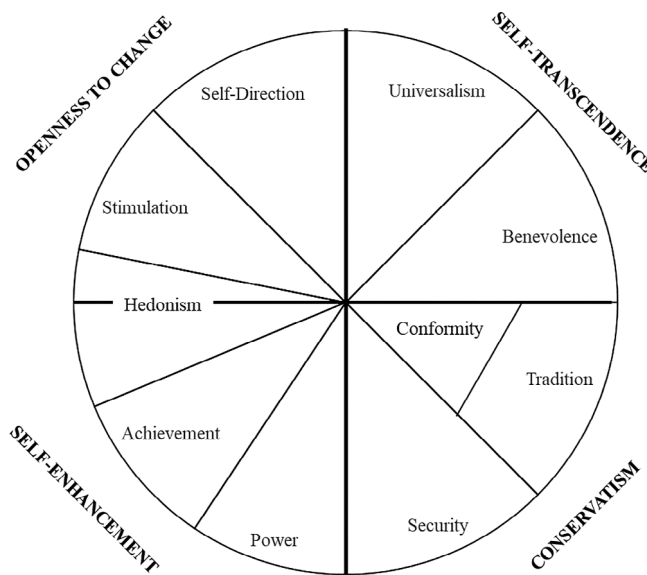 OPENNESS TO CHANGE
SELF-TRANSCENDENCE
Self-Direction
Universalism
Stimulation
Benevolence
Hedonism
Conformity
Tradition
Achievement
Security
Power
SELF-ENHANCEMENT
CONSERVATISM